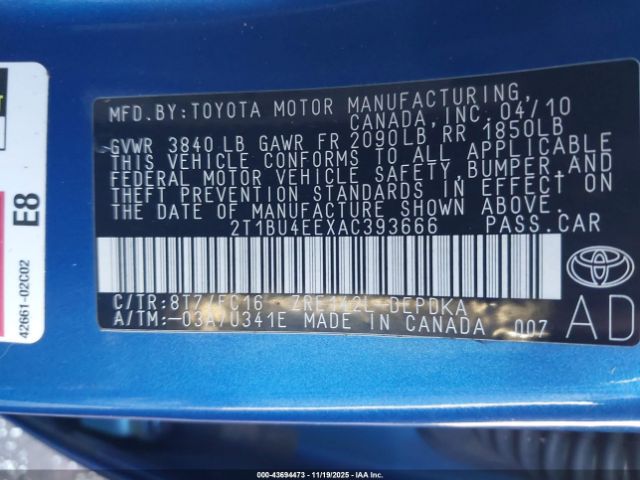 MFD.BY:TOYOTA MOTOR MANUFACTURING,
CANADA, INC. 04/10
GVWR 3840 LB GAWR FR 2090LB, RR 1850LB
THIS VEHICLE CONFORMS TO ALL APPLICABLE
FEDERAL MOTOR VEHICLE SAFETY, BUMPER, AND
THEFT PREVENTION STANDARDS IN EFFECT ON
THE DATE OF MANUFACTURE SHOWN ABOVE.
2T1BU4EEXAC393666 PASS.CAR
C/TR:8T7/FC16 ZRE142L-DEPDKA
A/TM:-03A/U341E MADE IN CANADA 007
TOYOTA
AD
E8
42661-02C02
000-43694473 - 11/19/2025 - IAAI.COM